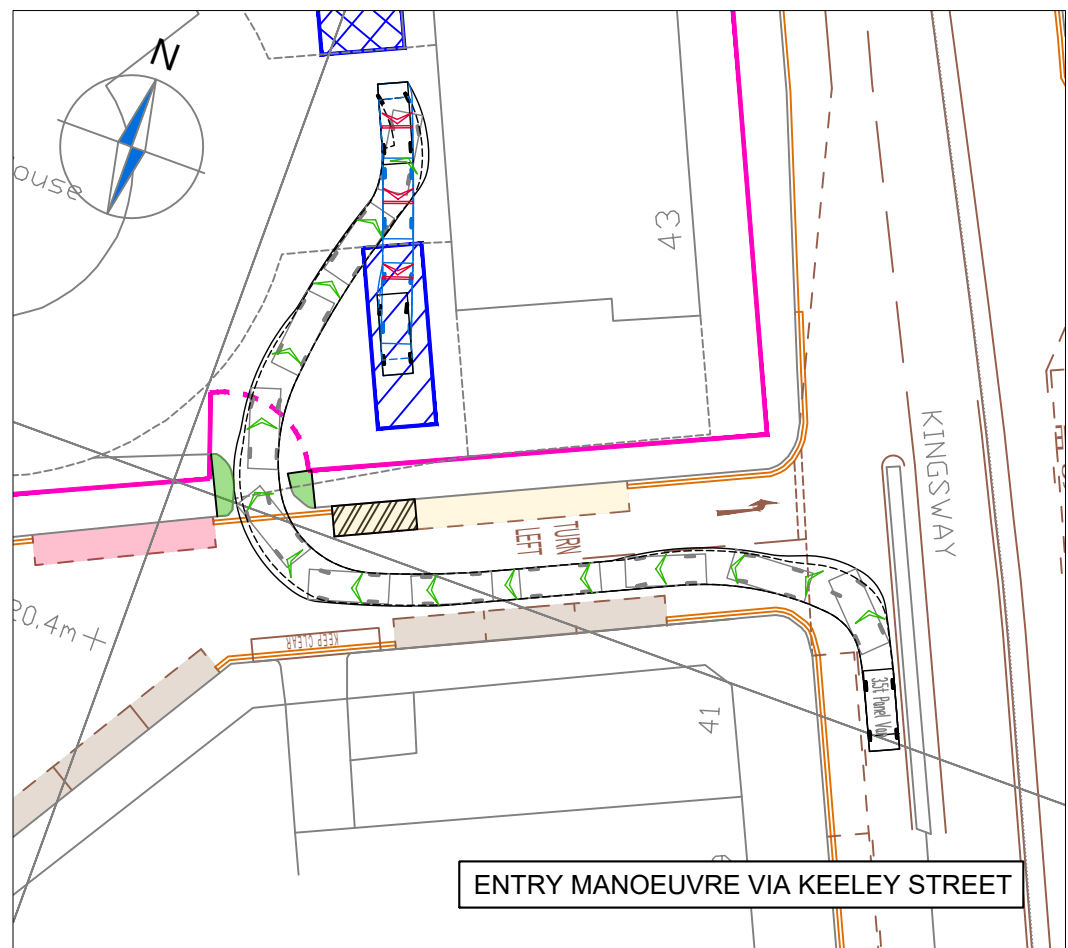 N
ouse
43
KINGSWAY
TURN
LEFT
20.4m
KEEP CLEAR
3.5t Panel Van
41
ENTRY MANOEUVRE VIA KEELEY STREET